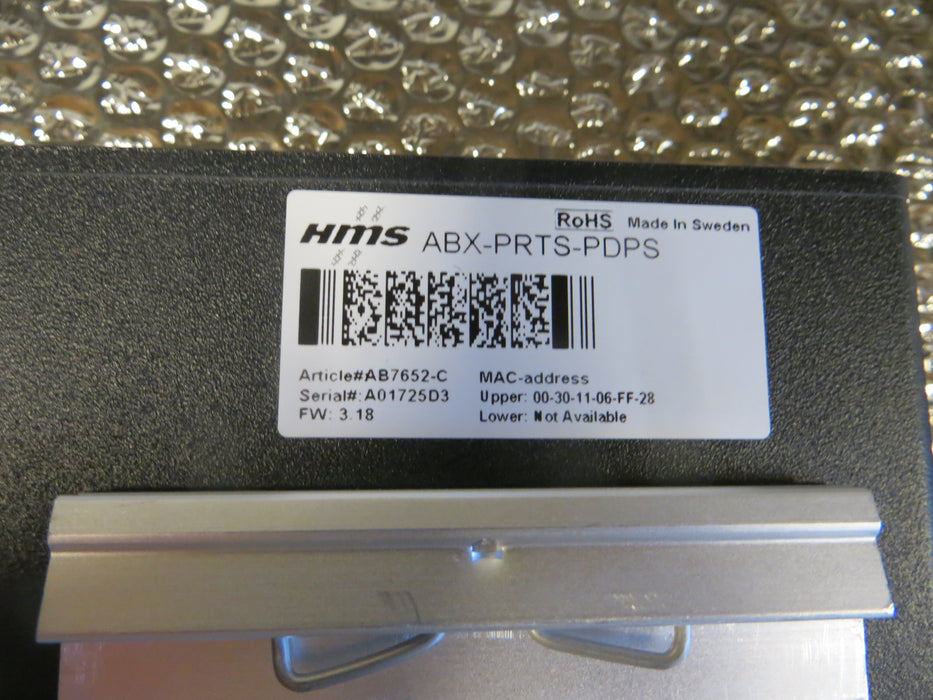 RoHS Made In Sweden
HMS ABX-PRTS-PDPS
Article#:AB7652-C
Serial#: A01725D3
FW: 3.18
MAC-address
Upper: 00-30-11-06-FF-28
Lower: Not Available